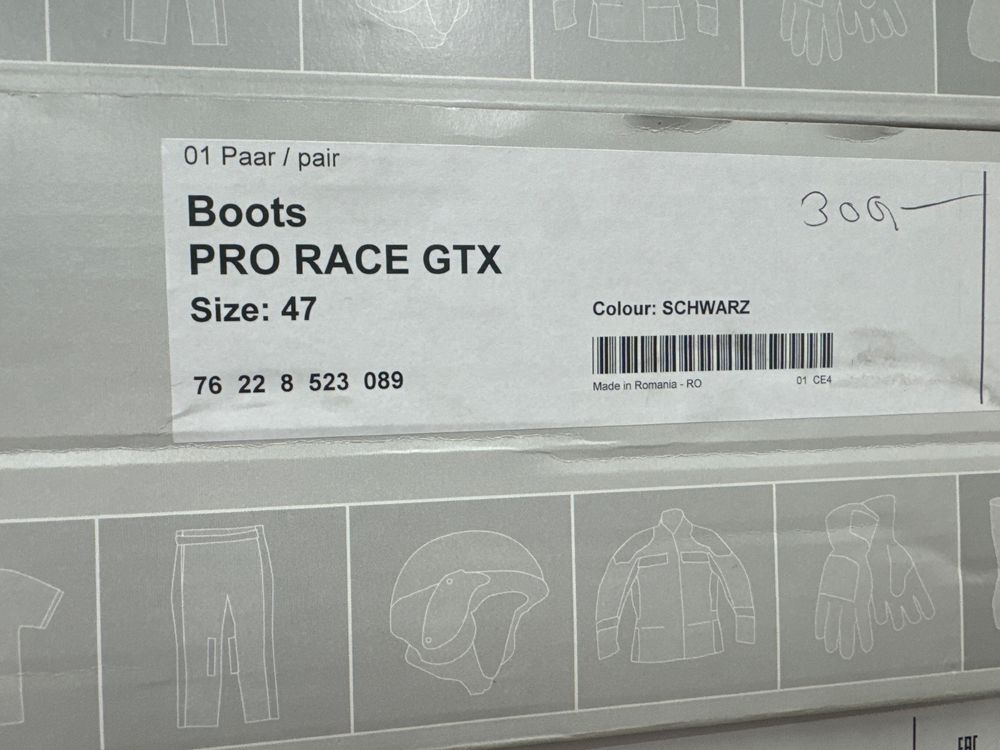 01 Paar / pair
Boots
PRO RACE GTX
Size: 47
76 22 8 523 089
Colour: SCHWARZ
Made in Romania - RO
01 CE4